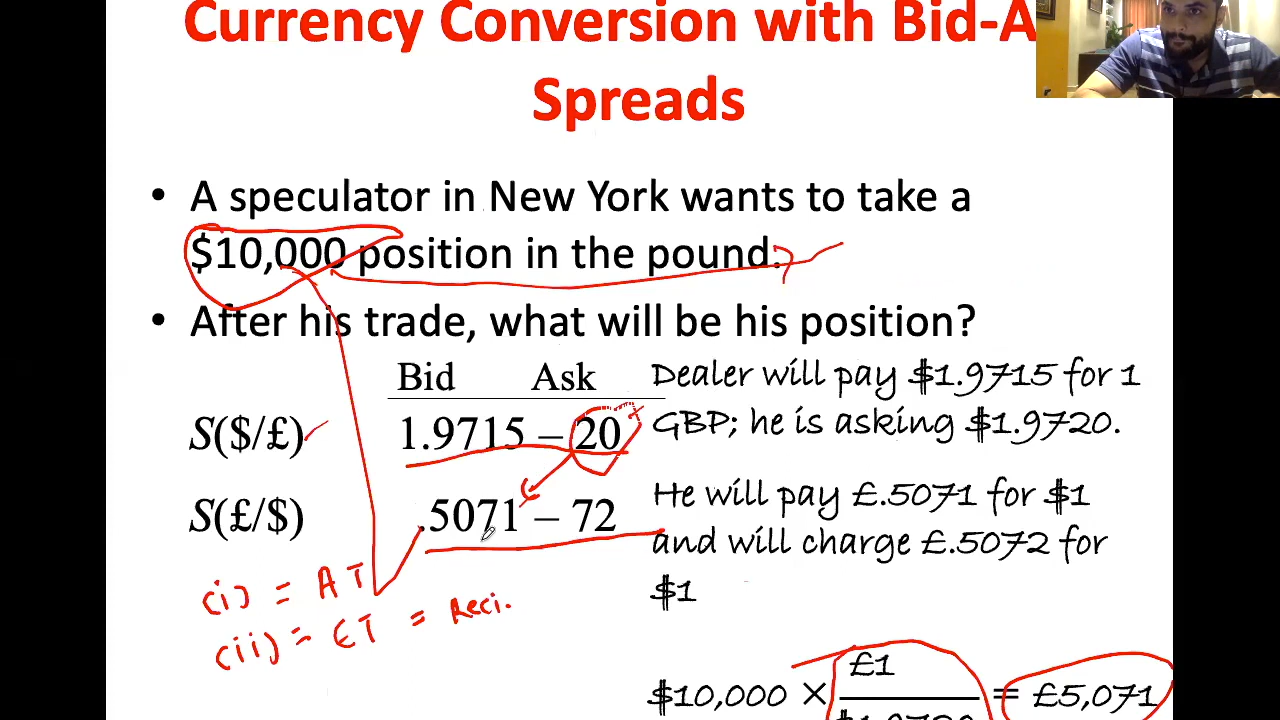 Currency Conversion with Bid-A
Spreads
• A speculator in New York wants to take a
$10,000 position in the pound.
• After his trade, what will be his position?
Bid Ask
S($/£) 1.9715 – 20
S(£/$) .5071 – 72
Dealer will pay $1.9715 for 1
GBP; he is asking $1.9720.
He will pay £.5071 for $1
and will charge £.5072 for
$1
(i) = A T
(ii) = E T = Reci.
£1
$10,000 × = £5,071
$1.9720